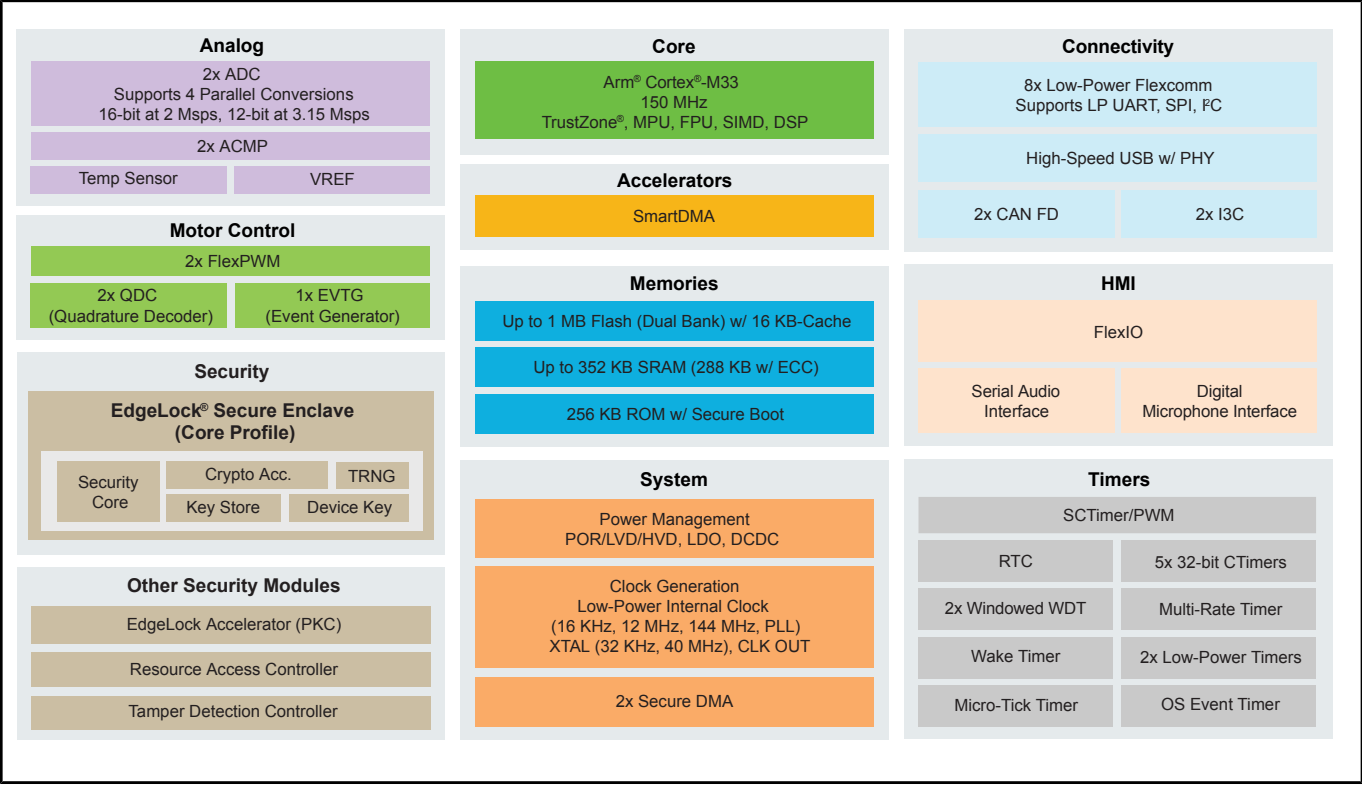 Analog
2x ADC
Supports 4 Parallel Conversions
16-bit at 2 Msps, 12-bit at 3.15 Msps
2x ACMP
Temp Sensor
VREF
Motor Control
2x FlexPWM
2x QDC
(Quadrature Decoder)
1x EVTG
(Event Generator)
Security
EdgeLock® Secure Enclave
(Core Profile)
Security
Core
Crypto Acc.
TRNG
Key Store
Device Key
Other Security Modules
EdgeLock Accelerator (PKC)
Resource Access Controller
Tamper Detection Controller
Core
Arm® Cortex®-M33
150 MHz
TrustZone®, MPU, FPU, SIMD, DSP
Accelerators
SmartDMA
Memories
Up to 1 MB Flash (Dual Bank) w/ 16 KB-Cache
Up to 352 KB SRAM (288 KB w/ ECC)
256 KB ROM w/ Secure Boot
System
Power Management
POR/LVD/HVD, LDO, DCDC
Clock Generation
Low-Power Internal Clock
(16 KHz, 12 MHz, 144 MHz, PLL)
XTAL (32 KHz, 40 MHz), CLK OUT
2x Secure DMA
Connectivity
8x Low-Power Flexcomm
Supports LP UART, SPI, I²C
High-Speed USB w/ PHY
2x CAN FD
2x I3C
HMI
FlexIO
Serial Audio
Interface
Digital
Microphone Interface
Timers
SCTimer/PWM
RTC
5x 32-bit CTimers
2x Windowed WDT
Multi-Rate Timer
Wake Timer
2x Low-Power Timers
Micro-Tick Timer
OS Event Timer